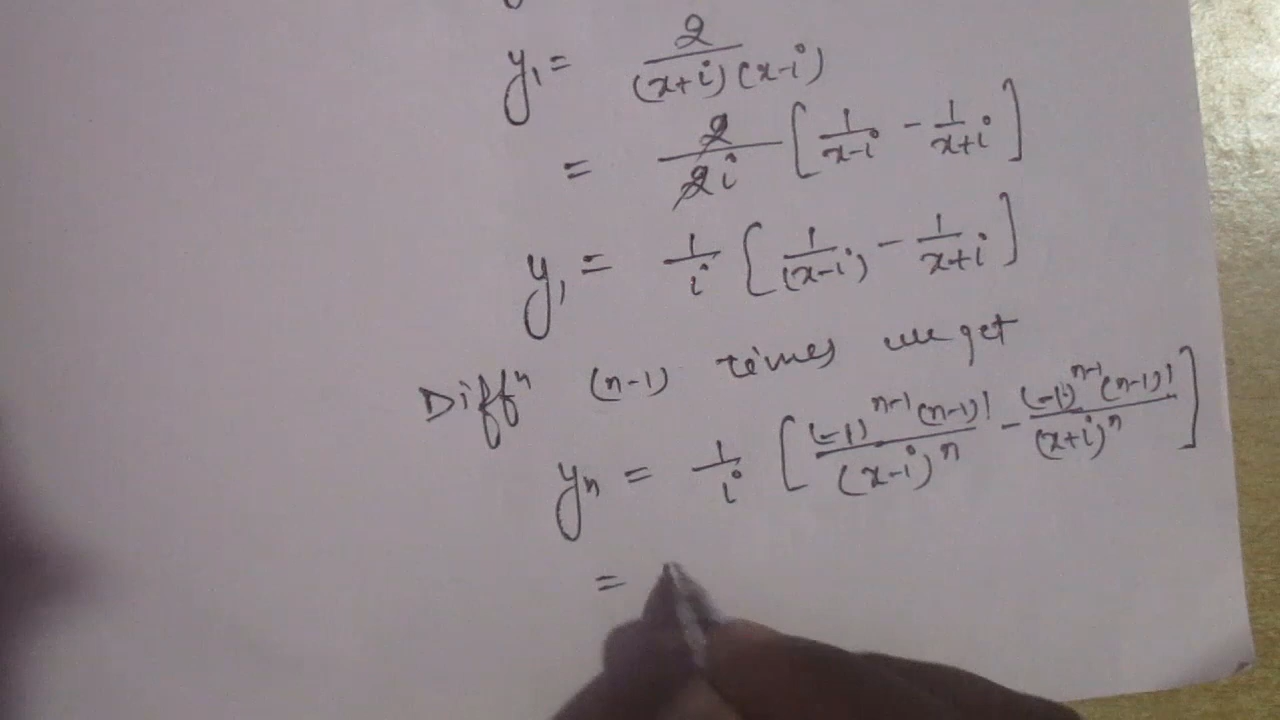 y₁ = 2/((x+i)(x-i))
= 2/2i [1/(x-i) - 1/(x+i)]
y₁ = 1/i [1/(x-i) - 1/(x+i)]
Diffⁿ (n-1) times we get
yₙ = 1/i [(-1)ⁿ⁻¹(n-1)!/(x-i)ⁿ - (-1)ⁿ⁻¹(n-1)!/(x+i)ⁿ]
=